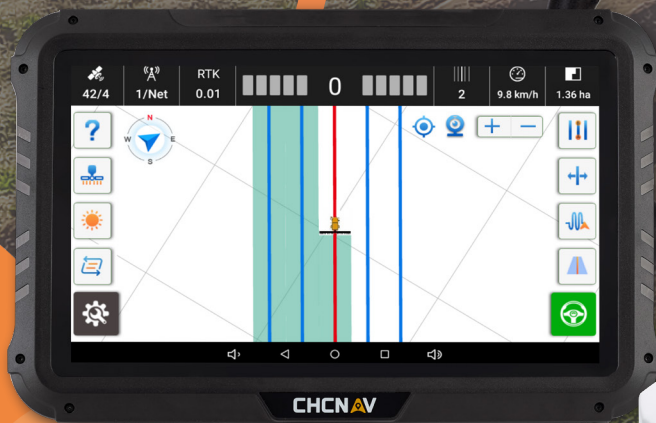 RTK
42/4
1/Net
0.01
0
2
9.8 km/h
1.36 ha
?
N
W
E
S
CHCNAV